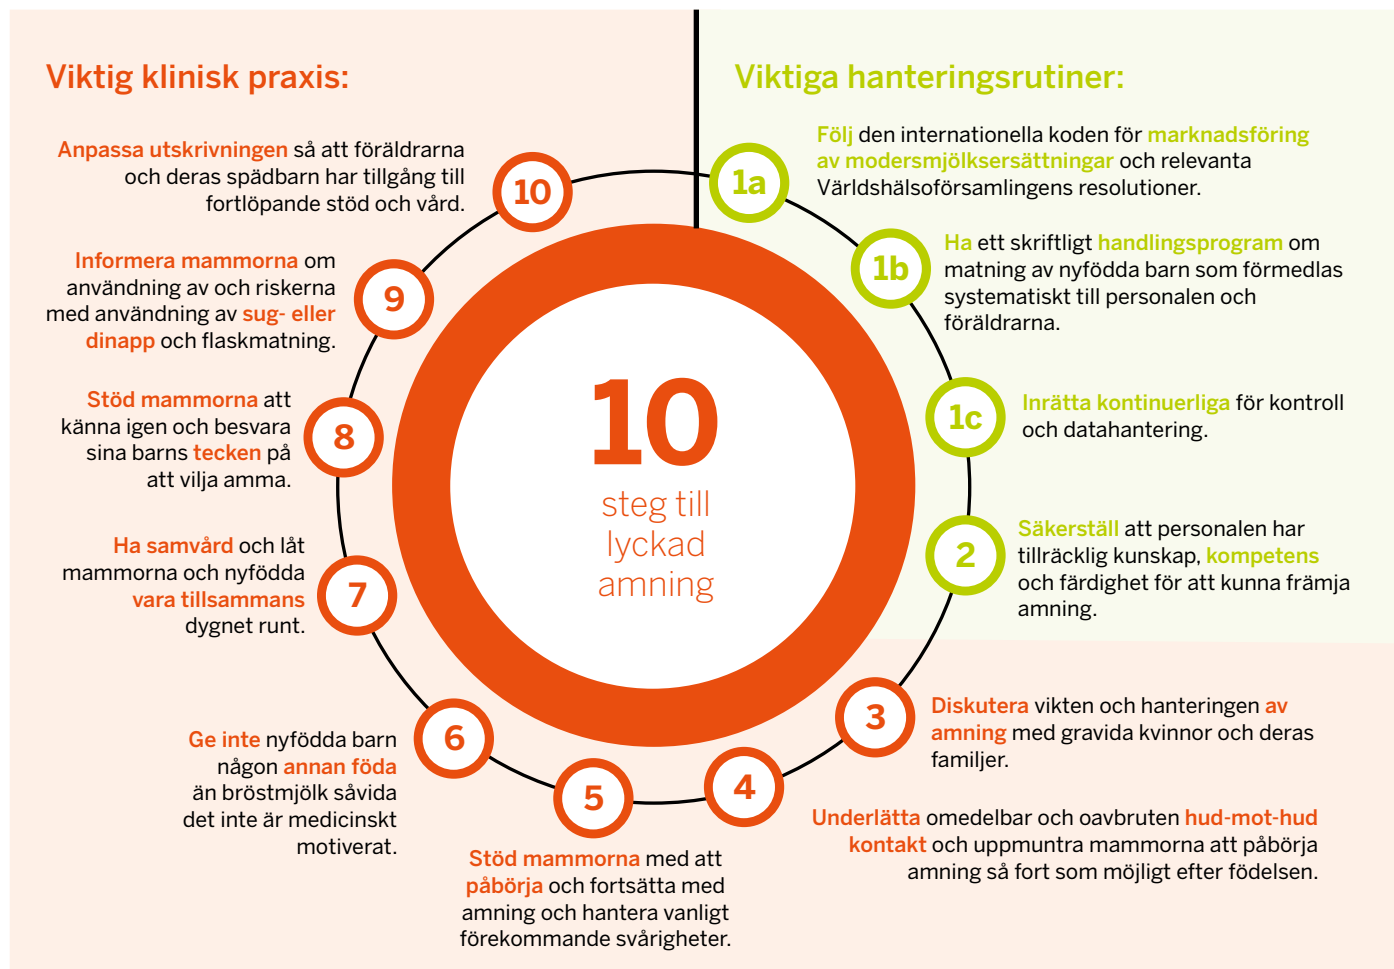 Viktig klinisk praxis:
Viktiga hanteringsrutiner:
10
steg till
lyckad
amning
1a
Följ den internationella koden för marknadsföring
av modersmjölksersättningar och relevanta
Världshälsoförsamlingens resolutioner.
1b
Ha ett skriftligt handlingsprogram om
matning av nyfödda barn som förmedlas
systematiskt till personalen och
föräldrarna.
1c
Inrätta kontinuerliga för kontroll
och datahantering.
2
Säkerställ att personalen har
tillräcklig kunskap, kompetens
och färdighet för att kunna främja
amning.
3
Diskutera vikten och hanteringen av
amning med gravida kvinnor och deras
familjer.
4
Underlätta omedelbar och oavbruten hud-mot-hud
kontakt och uppmuntra mammorna att påbörja
amning så fort som möjligt efter födelsen.
5
Stöd mammorna med att
påbörja och fortsätta med
amning och hantera vanligt
förekommande svårigheter.
6
Ge inte nyfödda barn
någon annan föda
än bröstmjölk såvida
det inte är medicinskt
motiverat.
7
Ha samvård och låt
mammorna och nyfödda
vara tillsammans
dygnet runt.
8
Stöd mammorna att
känna igen och besvara
sina barns tecken på
att vilja amma.
9
Informera mammorna om
användning av och riskerna
med användning av sug- eller
dinapp och flaskmatning.
10
Anpassa utskrivningen så att föräldrarna
och deras spädbarn har tillgång till
fortlöpande stöd och vård.